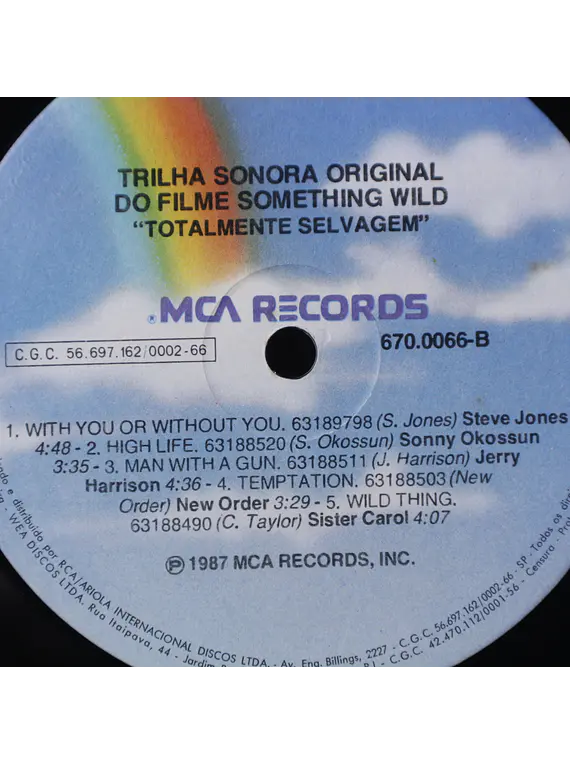 TRILHA SONORA ORIGINAL
DO FILME SOMETHING WILD
"TOTALMENTE SELVAGEM"
®MCA RECORDS
C.G.C. 56.697.162/0002-66
670.0066-B
1. WITH YOU OR WITHOUT YOU. 63189798 (S. Jones) Steve Jones
4:48 - 2. HIGH LIFE. 63188520 (S. Okossun) Sonny Okossun
3:35 - 3. MAN WITH A GUN. 63188511 (J. Harrison) Jerry
Harrison 4:36 - 4. TEMPTATION. 63188503 (New
Order) New Order 3:29 - 5. WILD THING.
63188490 (C. Taylor) Sister Carol 4:07
℗ 1987 MCA RECORDS, INC.
e distribuído por RCA/ARIOLA INTERNACIONAL DISCOS LTDA. - Av. Eng. Billings, 2227 - C.G.C. 56.697.162/0002-66 - SP - Todos os
- WEA DISCOS LTDA. Rua Itaipava, 44 - Jardim
- C.G.C. 42.470.112/0001-56 - Censura